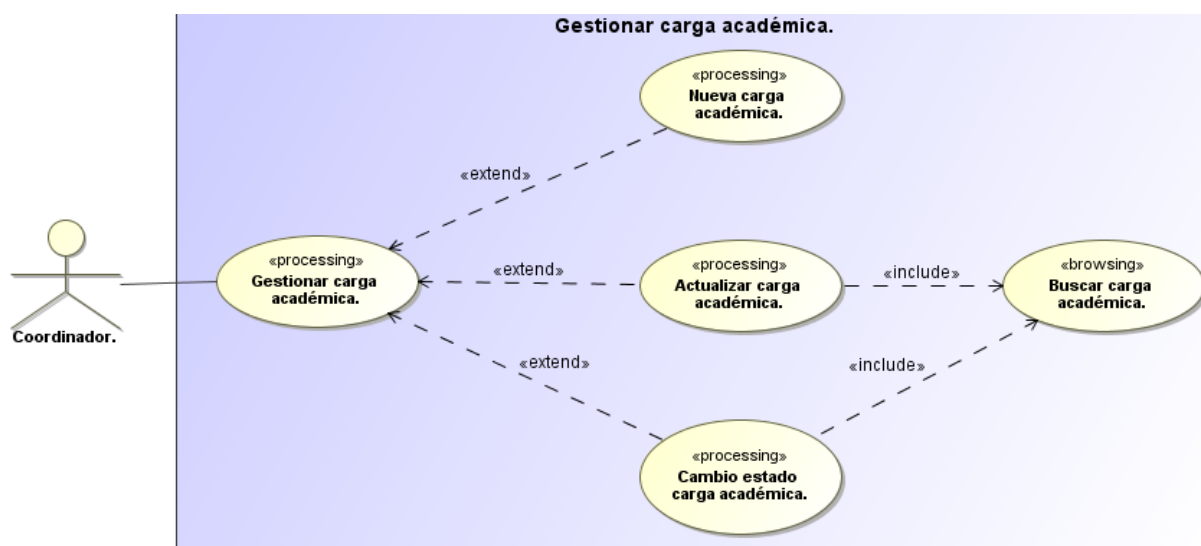 Gestionar carga académica.
«processing»
Nueva carga
académica.
«extend»
«processing»
Gestionar carga
académica.
«extend»
«processing»
Actualizar carga
académica.
«include»
«browsing»
Buscar carga
académica.
Coordinador.
«extend»
«include»
«processing»
Cambio estado
carga académica.